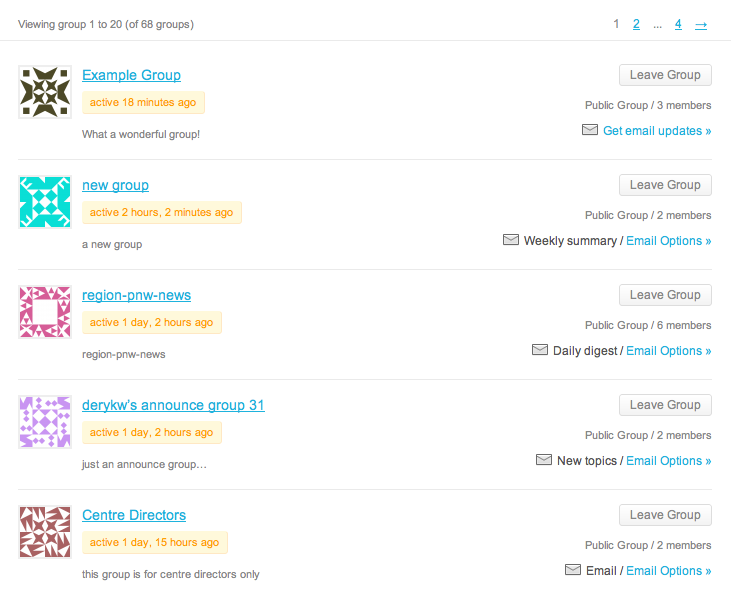 Viewing group 1 to 20 (of 68 groups) 1 2 ... 4 →
Example Group Leave Group
active 18 minutes ago Public Group / 3 members
What a wonderful group! Get email updates »
new group Leave Group
active 2 hours, 2 minutes ago Public Group / 2 members
a new group Weekly summary / Email Options »
region-pnw-news Leave Group
active 1 day, 2 hours ago Public Group / 6 members
region-pnw-news Daily digest / Email Options »
derykw's announce group 31 Leave Group
active 1 day, 2 hours ago Public Group / 2 members
just an announce group… New topics / Email Options »
Centre Directors Leave Group
active 1 day, 15 hours ago Public Group / 2 members
this group is for centre directors only Email / Email Options »